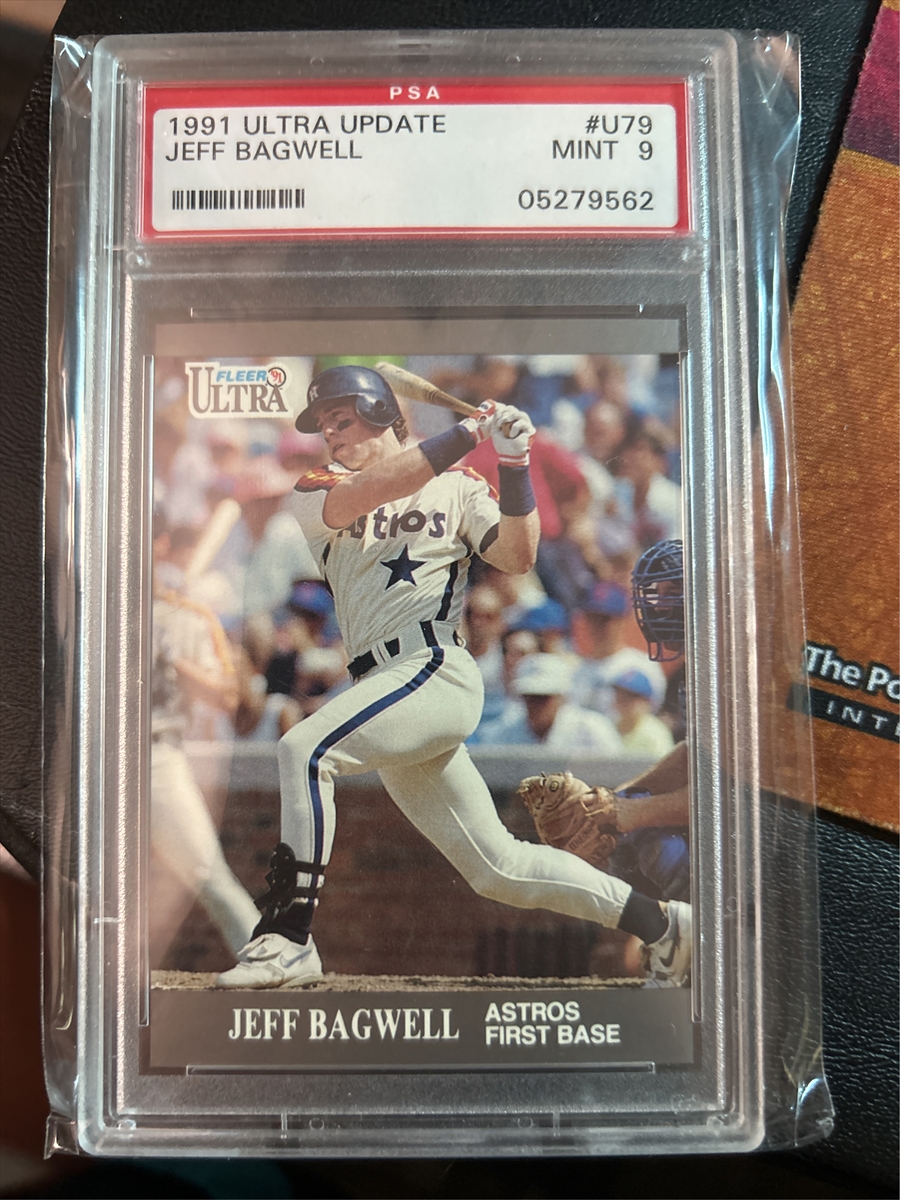 PSA
1991 ULTRA UPDATE #U79
JEFF BAGWELL MINT 9
05279562
FLEER '91
ULTRA
Astros
JEFF BAGWELL
ASTROS
FIRST BASE
The